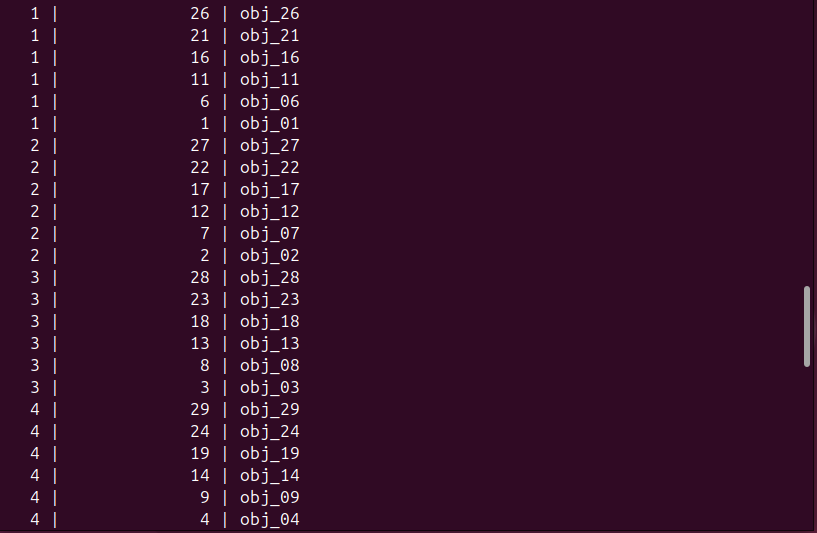 1 | 26 | obj_26
1 | 21 | obj_21
1 | 16 | obj_16
1 | 11 | obj_11
1 | 6 | obj_06
1 | 1 | obj_01
2 | 27 | obj_27
2 | 22 | obj_22
2 | 17 | obj_17
2 | 12 | obj_12
2 | 7 | obj_07
2 | 2 | obj_02
3 | 28 | obj_28
3 | 23 | obj_23
3 | 18 | obj_18
3 | 13 | obj_13
3 | 8 | obj_08
3 | 3 | obj_03
4 | 29 | obj_29
4 | 24 | obj_24
4 | 19 | obj_19
4 | 14 | obj_14
4 | 9 | obj_09
4 | 4 | obj_04